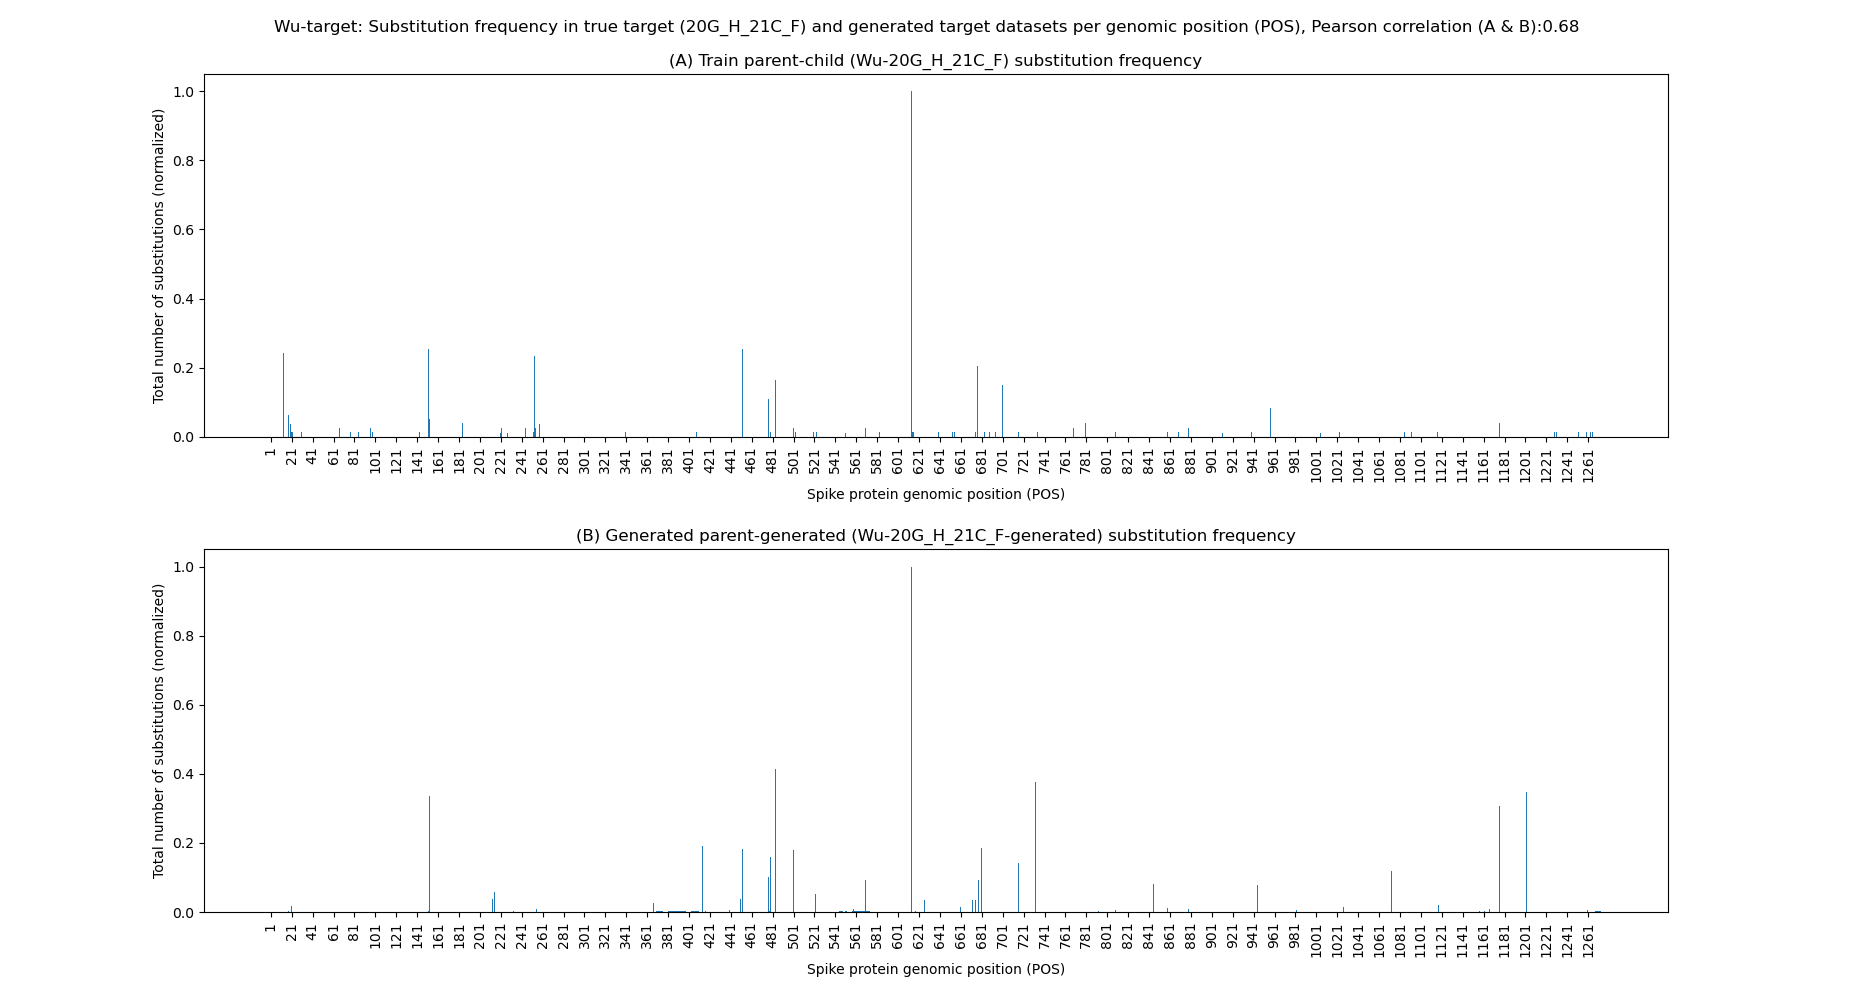 Wu-target: Substitution frequency in true target (20G_H_21C_F) and generated target datasets per genomic position (POS), Pearson correlation (A & B):0.68
(A) Train parent-child (Wu-20G_H_21C_F) substitution frequency
Total number of substitutions (normalized)
1.0
0.8
0.6
0.4
0.2
0.0
1 21 41 61 81 101 121 141 161 181 201 221 241 261 281 301 321 341 361 381 401 421 441 461 481 501 521 541 561 581 601 621 641 661 681 701 721 741 761 781 801 821 841 861 881 901 921 941 961 981 1001 1021 1041 1061 1081 1101 1121 1141 1161 1181 1201 1221 1241 1261
Spike protein genomic position (POS)
(B) Generated parent-generated (Wu-20G_H_21C_F-generated) substitution frequency
Total number of substitutions (normalized)
1.0
0.8
0.6
0.4
0.2
0.0
1 21 41 61 81 101 121 141 161 181 201 221 241 261 281 301 321 341 361 381 401 421 441 461 481 501 521 541 561 581 601 621 641 661 681 701 721 741 761 781 801 821 841 861 881 901 921 941 961 981 1001 1021 1041 1061 1081 1101 1121 1141 1161 1181 1201 1221 1241 1261
Spike protein genomic position (POS)